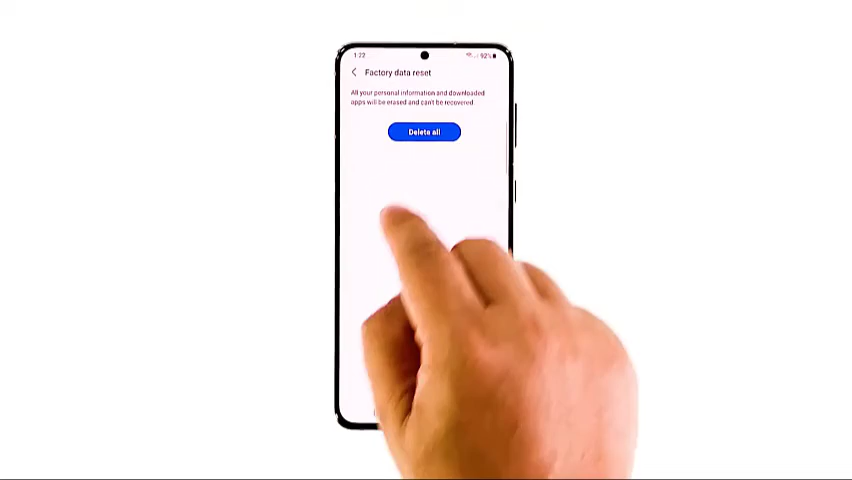 1:22
92%
Factory data reset
All your personal information and downloaded
apps will be erased and can't be recovered.
Delete all